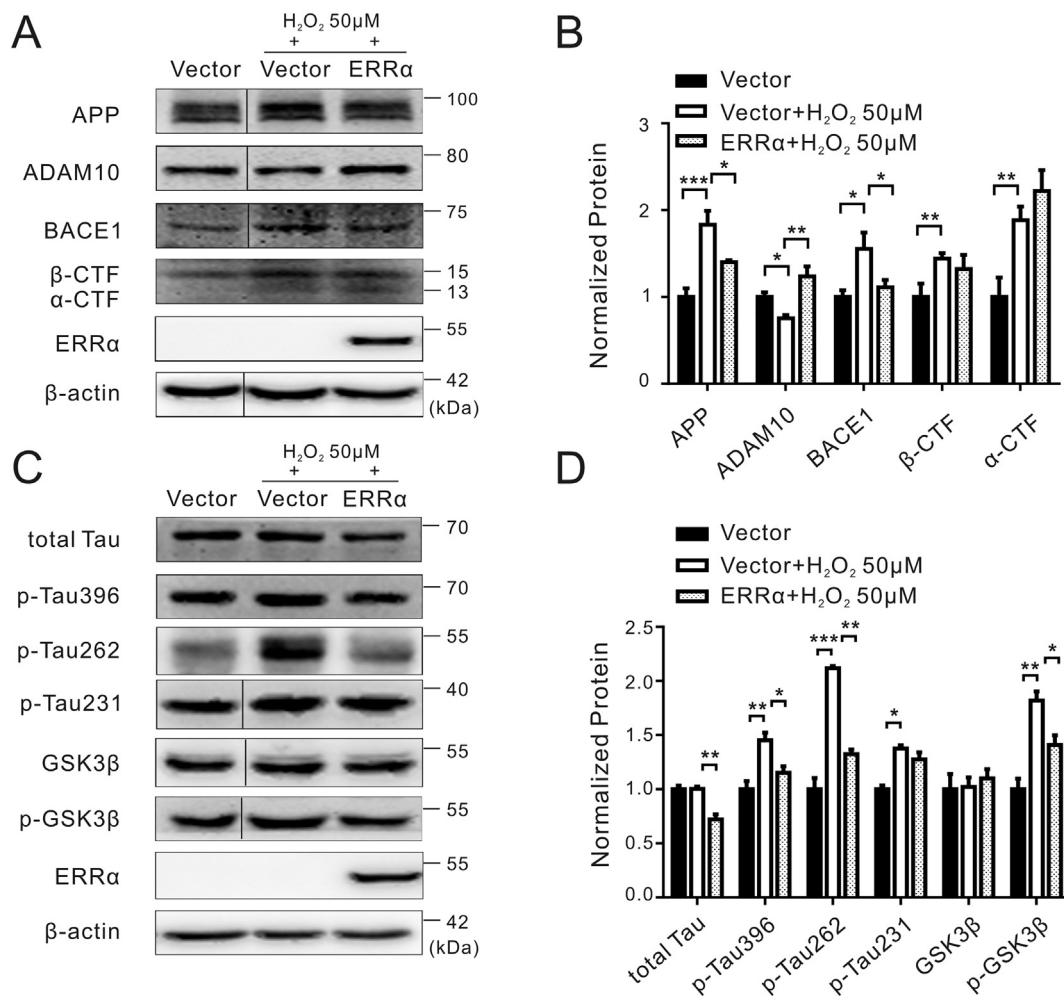 A
H₂O₂ 50μM
+ +
Vector Vector ERRα
APP
100
ADAM10
80
BACE1
75
β-CTF
15
α-CTF
13
ERRα
55
β-actin
42
(kDa)
B
Vector
Vector+H₂O₂ 50μM
ERRα+H₂O₂ 50μM
Normalized Protein
3
2
1
0
*** * * ** * * ** **
APP ADAM10 BACE1 β-CTF α-CTF
C
H₂O₂ 50μM
+ +
Vector Vector ERRα
total Tau
70
p-Tau396
70
p-Tau262
55
p-Tau231
40
GSK3β
55
p-GSK3β
55
ERRα
55
β-actin
42
(kDa)
D
Vector
Vector+H₂O₂ 50μM
ERRα+H₂O₂ 50μM
Normalized Protein
2.5
2.0
1.5
1.0
0.5
0.0
** ** * *** ** * ** *
total Tau p-Tau396 p-Tau262 p-Tau231 GSK3β p-GSK3β